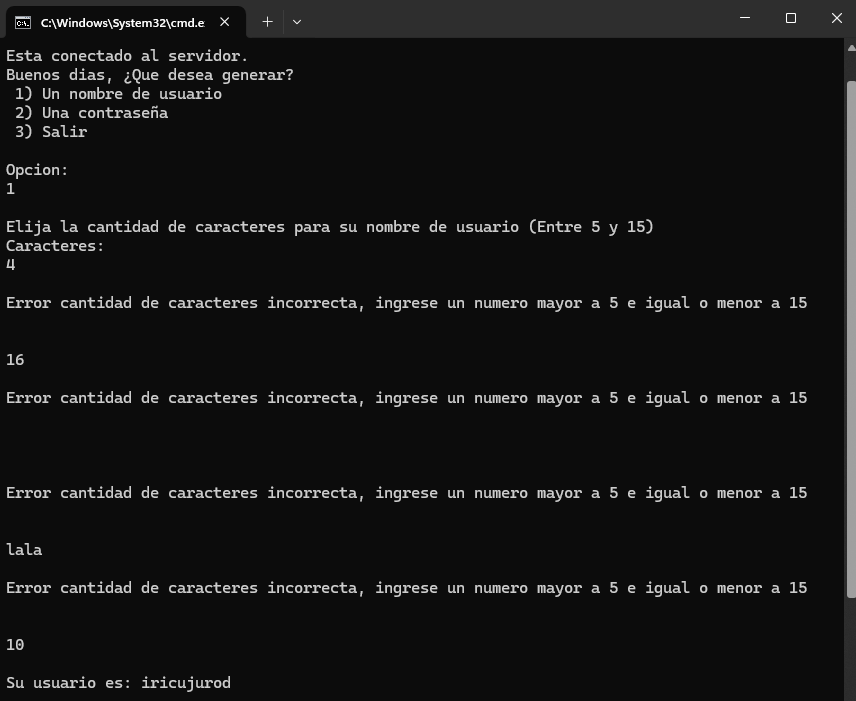 C:\Windows\System32\cmd.e
Esta conectado al servidor.
Buenos dias, ¿Que desea generar?
1) Un nombre de usuario
2) Una contraseña
3) Salir
Opcion:
1
Elija la cantidad de caracteres para su nombre de usuario (Entre 5 y 15)
Caracteres:
4
Error cantidad de caracteres incorrecta, ingrese un numero mayor a 5 e igual o menor a 15
16
Error cantidad de caracteres incorrecta, ingrese un numero mayor a 5 e igual o menor a 15
Error cantidad de caracteres incorrecta, ingrese un numero mayor a 5 e igual o menor a 15
lala
Error cantidad de caracteres incorrecta, ingrese un numero mayor a 5 e igual o menor a 15
10
Su usuario es: iricujurod